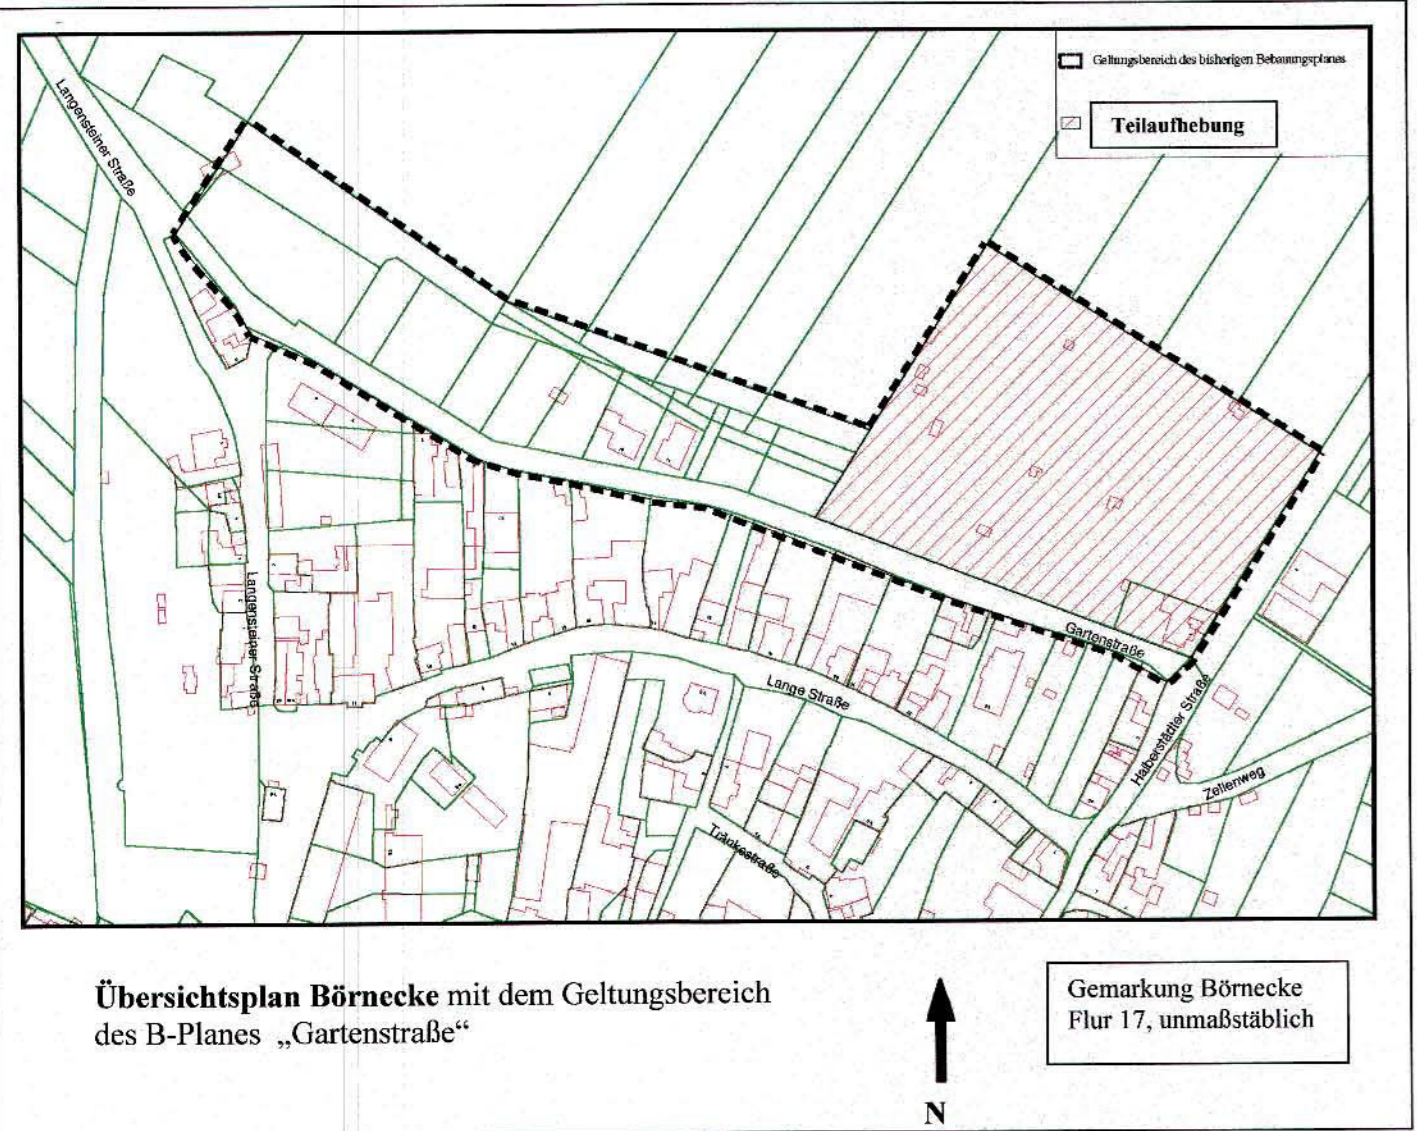 Geltungsbereich des bisherigen Bebauungsplanes
Teilaufhebung
Langensteiner Straße
Langensteiner Straße
Gartenstraße
Lange Straße
Halberstädter Straße
Zellenweg
Tränkestraße
Übersichtsplan Börnecke mit dem Geltungsbereich
des B-Planes „Gartenstraße“
Gemarkung Börnecke
Flur 17, unmaßstäblich
N